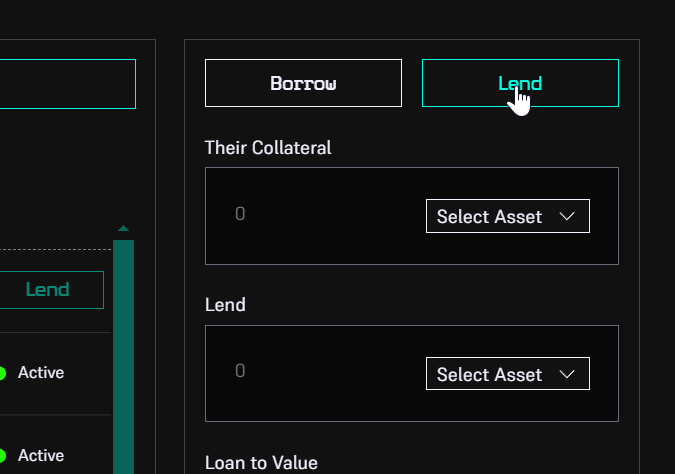 Borrow
Lend
Their Collateral
0
Select Asset
Lend
0
Select Asset
Loan to Value
Lend
Active
Active